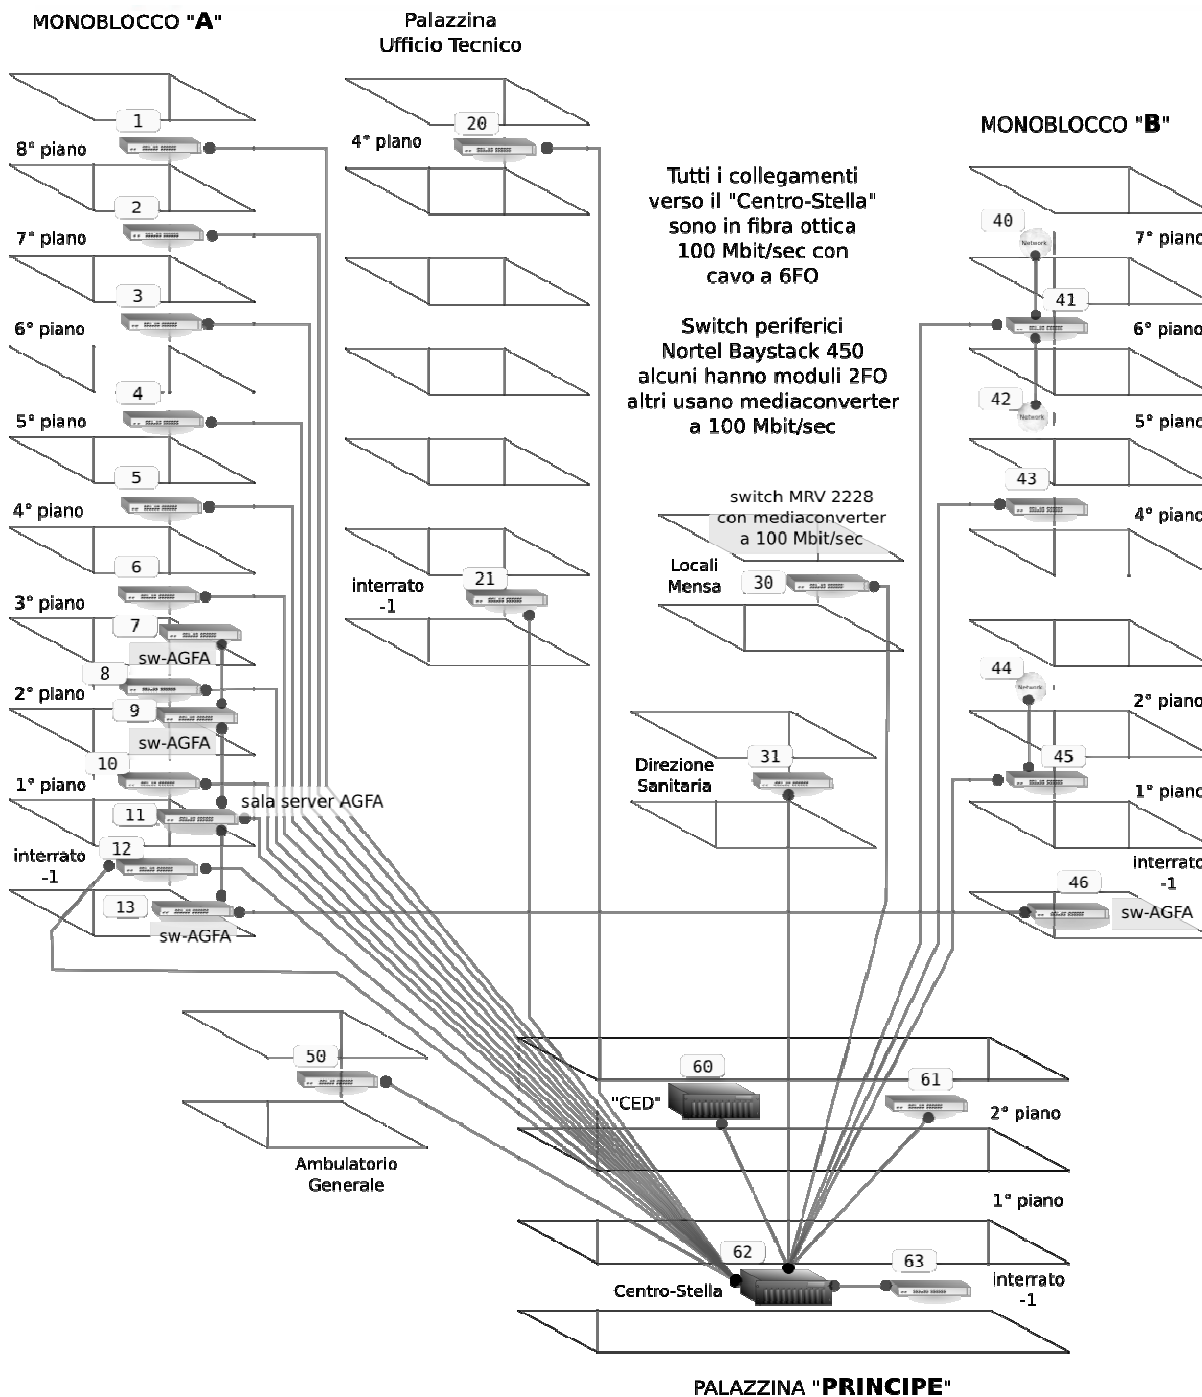 MONOBLOCCO "A"
1
8° piano
2
7° piano
3
6° piano
4
5° piano
5
4° piano
6
3° piano
7
sw-AGFA
8
2° piano
9
sw-AGFA
10
1° piano
sala server AGFA
11
12
interrato
-1
13
sw-AGFA
Palazzina
Ufficio Tecnico
20
4° piano
21
interrato
-1
Tutti i collegamenti
verso il "Centro-Stella"
sono in fibra ottica
100 Mbit/sec con
cavo a 6FO
Switch periferici
Nortel Baystack 450
alcuni hanno moduli 2FO
altri usano mediaconverter
a 100 Mbit/sec
switch MRV 2228
con mediaconverter
a 100 Mbit/sec
Locali
Mensa
30
31
Direzione
Sanitaria
MONOBLOCCO "B"
40
Network
7° piano
41
6° piano
42
Network
5° piano
43
4° piano
44
Network
2° piano
45
1° piano
interrato
-1
46
sw-AGFA
50
Ambulatorio
Generale
60
61
"CED"
2° piano
1° piano
62
63
Centro-Stella
interrato
-1
PALAZZINA "PRINCIPE"